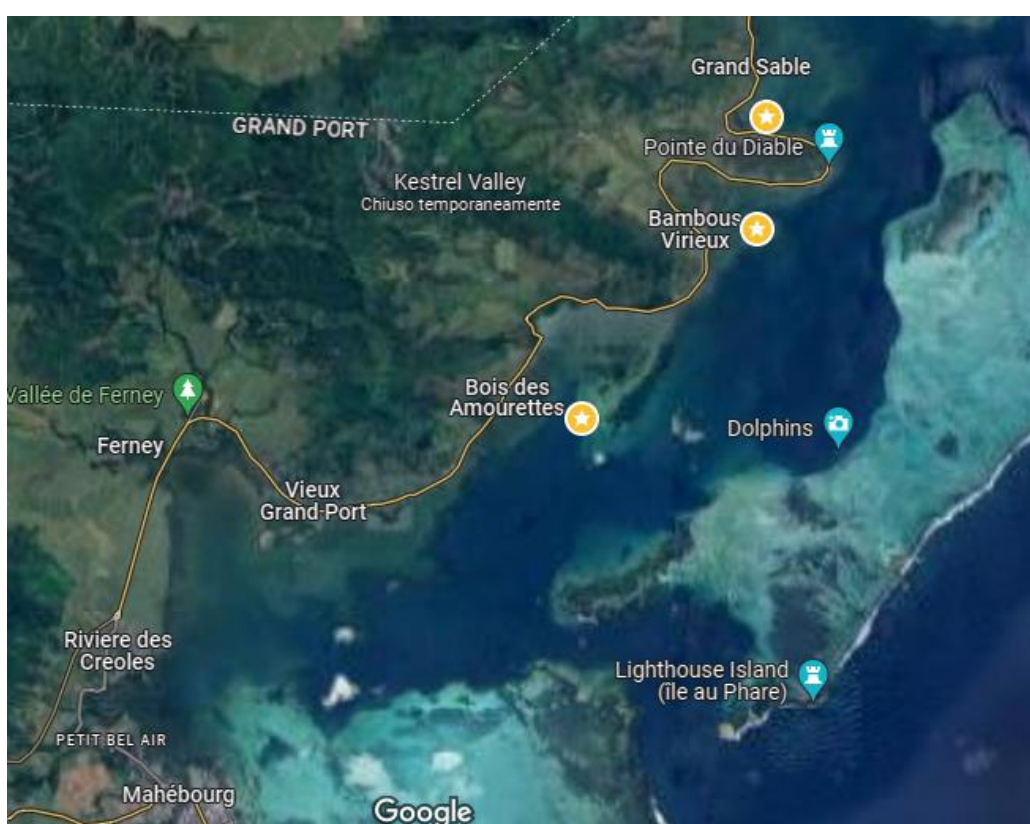 Grand Sable
GRAND PORT
Pointe du Diable
Kestrel Valley
Chiuso temporaneamente
Bambous
Virieux
Vallée de Ferney
Bois des
Amourettes
Dolphins
Ferney
Vieux
Grand Port
Riviere des
Creoles
Lighthouse Island
(île au Phare)
PETIT BEL AIR
Mahébourg
Google